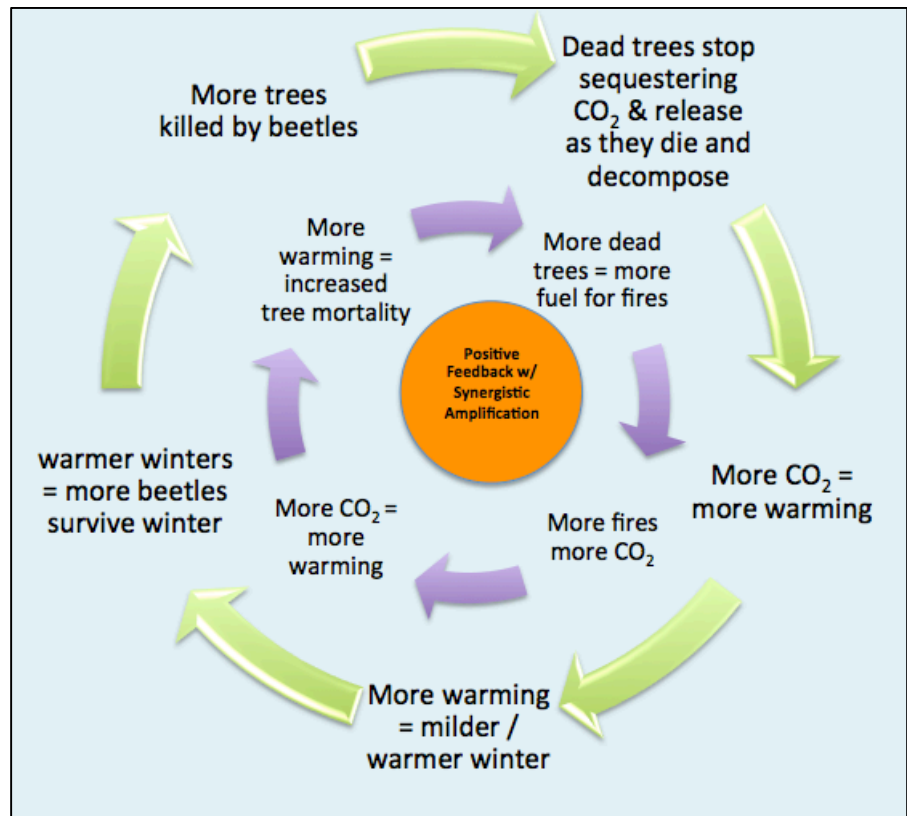 More trees
killed by beetles
Dead trees stop
sequestering
CO₂ & release
as they die and
decompose
More CO₂ =
more warming
More warming
= milder /
warmer winter
warmer winters
= more beetles
survive winter
More
warming =
increased
tree mortality
More dead
trees = more
fuel for fires
More fires
more CO₂
More CO₂ =
more
warming
Positive
Feedback w/
Synergistic
Amplification